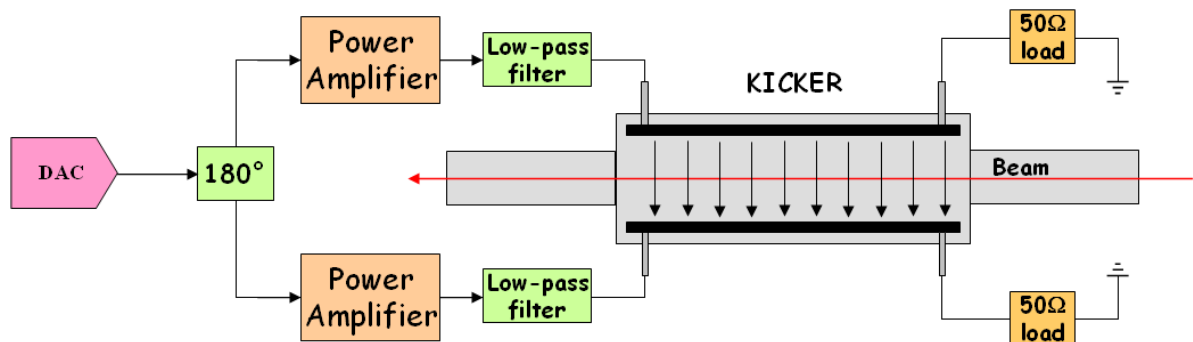 Power
Amplifier
Low-pass
filter
KICKER
50Ω
load
DAC
180°
Beam
Power
Amplifier
Low-pass
filter
50Ω
load